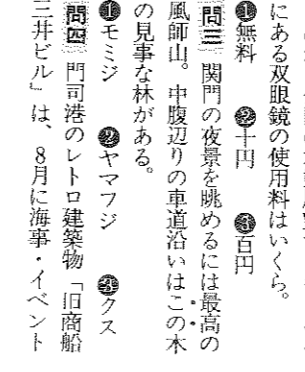 にある双眼鏡の使用料はいくら。
❶無料　❷十円　❸百円
問三　関門の夜景を眺めるには最高の
風師山。中腹辺りの車道沿いはこの木
の見事な林がある。
❶モミジ　❷ヤマフジ　❸クス
問四　門司港のレトロ建築物「旧商船
三井ビル」は、8月に海事・イベント